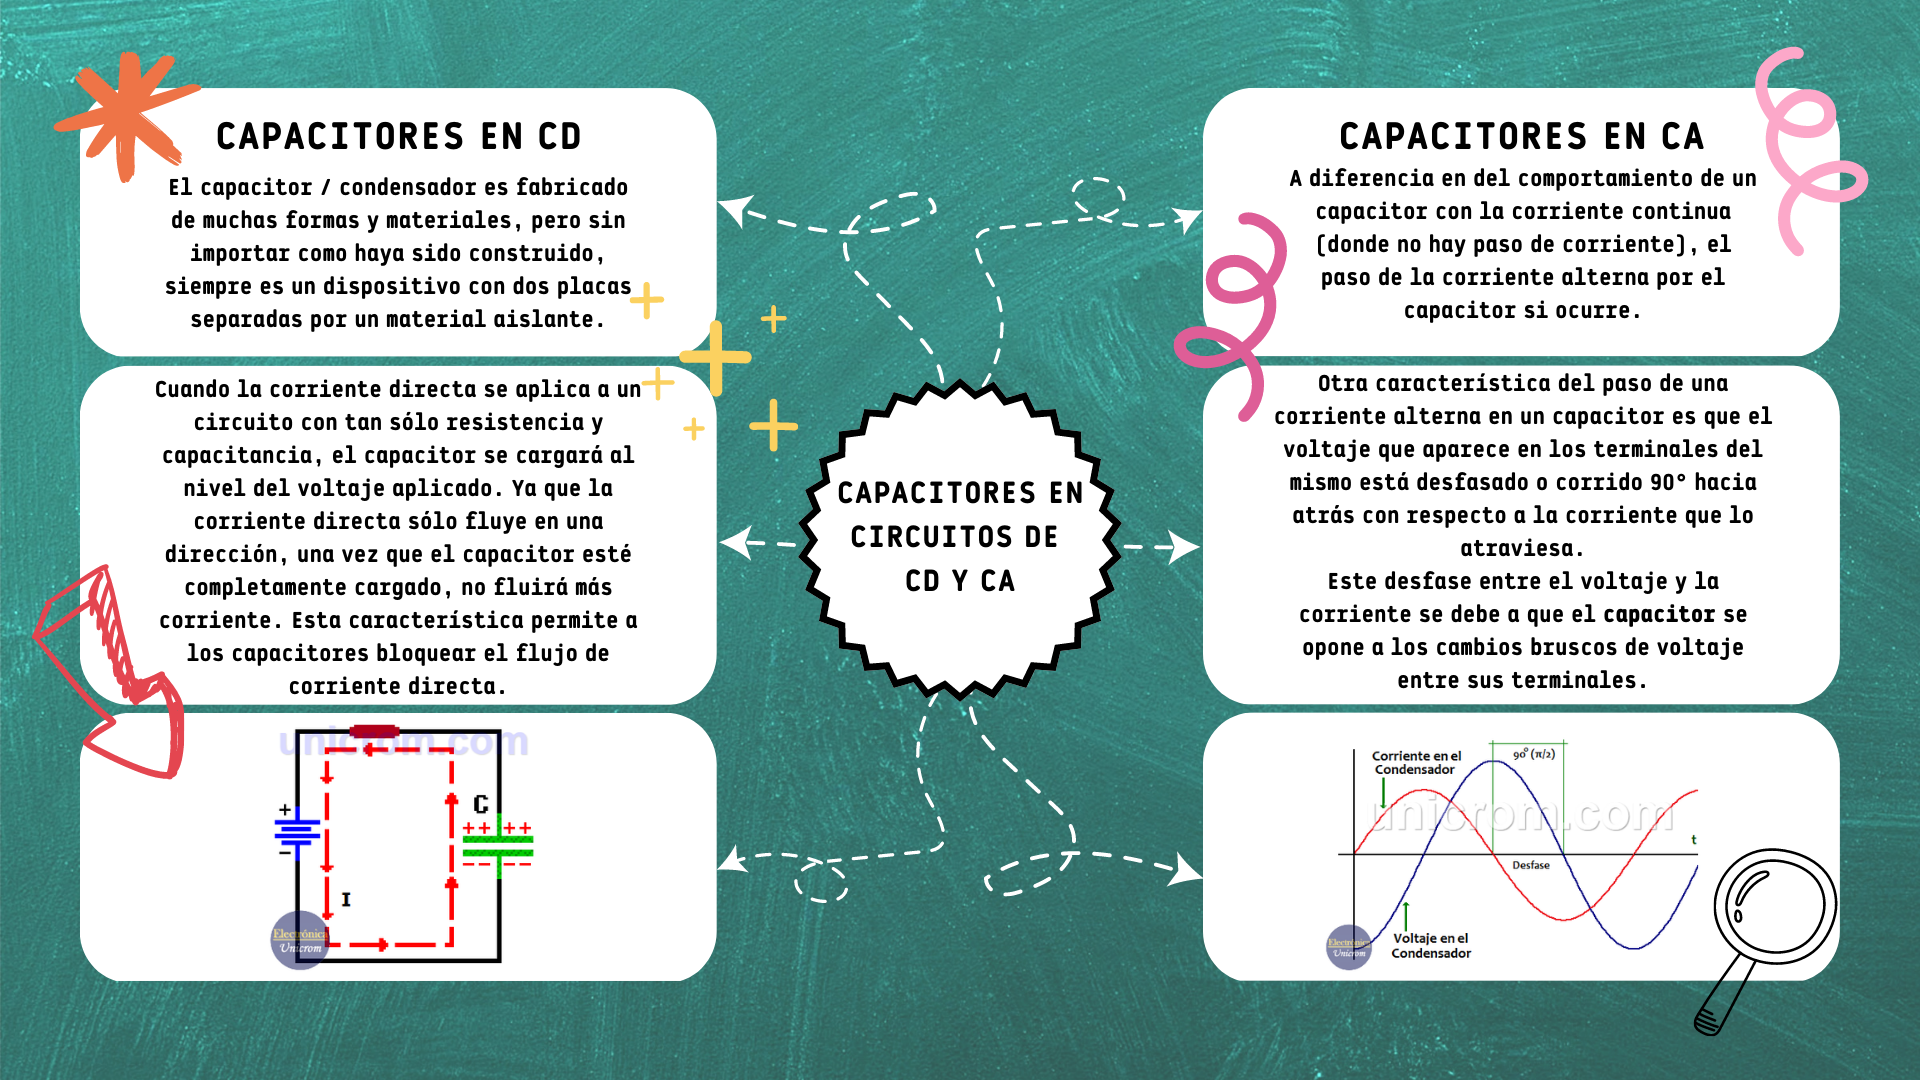 CAPACITORES EN CD
El capacitor / condensador es fabricado
de muchas formas y materiales, pero sin
importar como haya sido construido,
siempre es un dispositivo con dos placas
separadas por un material aislante.
Cuando la corriente directa se aplica a un
circuito con tan sólo resistencia y
capacitancia, el capacitor se cargará al
nivel del voltaje aplicado. Ya que la
corriente directa sólo fluye en una
dirección, una vez que el capacitor esté
completamente cargado, no fluirá más
corriente. Esta característica permite a
los capacitores bloquear el flujo de
corriente directa.
unicrom.com
+
C
++ ++
−
−− −−
I
Electrónica
Unicrom
CAPACITORES EN
CIRCUITOS DE
CD Y CA
CAPACITORES EN CA
A diferencia en del comportamiento de un
capacitor con la corriente continua
(donde no hay paso de corriente), el
paso de la corriente alterna por el
capacitor si ocurre.
Otra característica del paso de una
corriente alterna en un capacitor es que el
voltaje que aparece en los terminales del
mismo está desfasado o corrido 90° hacia
atrás con respecto a la corriente que lo
atraviesa.
Este desfase entre el voltaje y la
corriente se debe a que el capacitor se
opone a los cambios bruscos de voltaje
entre sus terminales.
Corriente en el
Condensador
90° (π/2)
unicrom.com
t
Desfase
Voltaje en el
Condensador
Electrónica
Unicrom